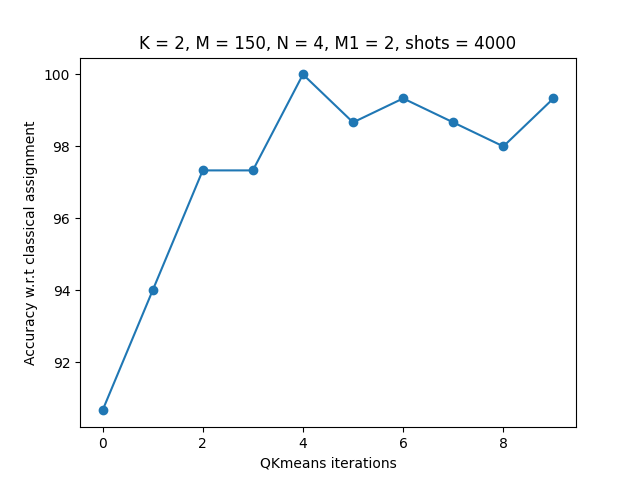 K = 2, M = 150, N = 4, M1 = 2, shots = 4000
100
98
96
94
92
Accuracy w.r.t classical assignment
0 2 4 6 8
QKmeans iterations